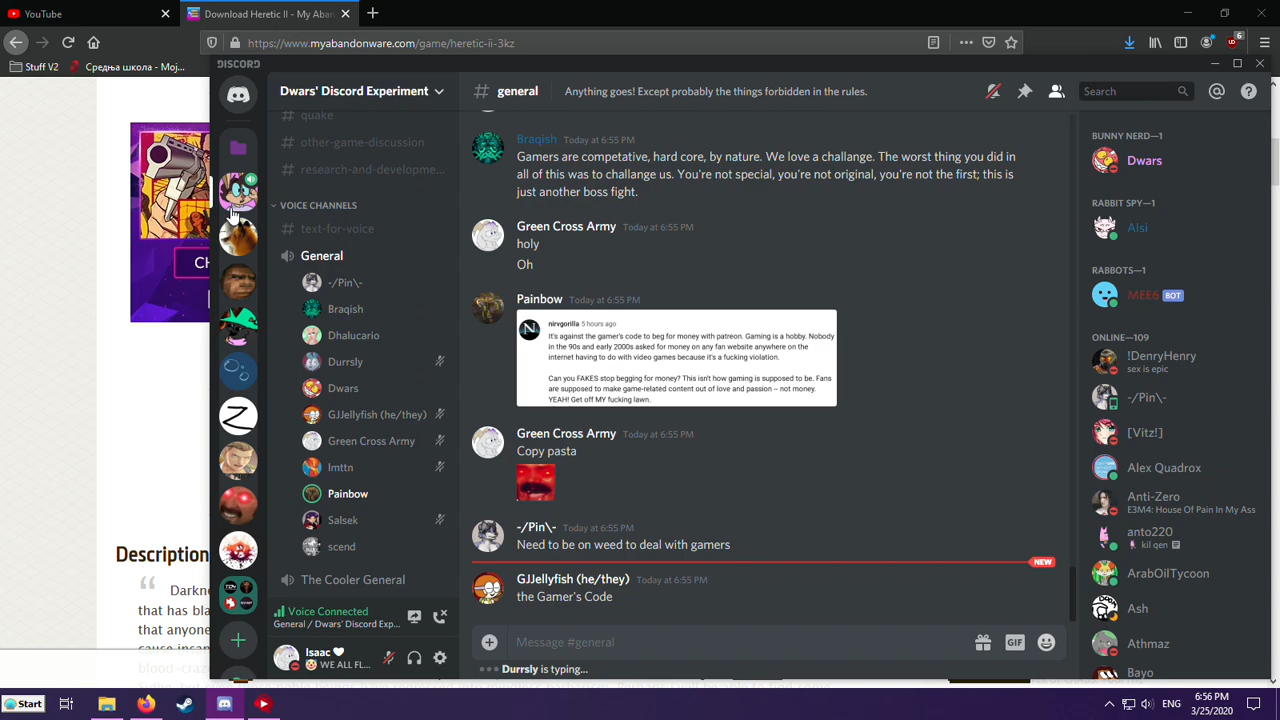 YouTube
Download Heretic II - My Aban
https://www.myabandonware.com/game/heretic-ii-3kz
6
Stuff V2
Средња школа - Мој...
DISCORD
Dwars' Discord Experiment
quake
other-game-discussion
research-and-developme...
VOICE CHANNELS
text-for-voice
General
-/Pin\-
Braqish
Dhalucario
Durrsly
Dwars
GJJellyfish (he/they)
Green Cross Army
lmttn
Painbow
Salsek
scend
The Cooler General
Voice Connected
General / Dwars' Discord Exp...
Isaac
WE ALL FL...
# general
Anything goes! Except probably the things forbidden in the rules.
Search
Braqish Today at 6:55 PM
Gamers are competative, hard core, by nature. We love a challange. The worst thing you did in
all of this was to challange us. You're not special, you're not original, you're not the first; this is
just another boss fight.
Green Cross Army Today at 6:55 PM
holy
Oh
Painbow Today at 6:55 PM
nirvgorilla 5 hours ago
It's against the gamer's code to beg for money with patreon. Gaming is a hobby. Nobody
in the 90s and early 2000s asked for money on any fan website anywhere on the
internet having to do with video games because it's a fucking violation.
Can you FAKES stop begging for money? This isn't how gaming is supposed to be. Fans
are supposed to make game-related content out of love and passion -- not money.
YEAH! Get off MY fucking lawn.
Green Cross Army Today at 6:55 PM
Copy pasta
-/Pin\- Today at 6:55 PM
Need to be on weed to deal with gamers
NEW
GJJellyfish (he/they) Today at 6:55 PM
the Gamer's Code
Message #general
GIF
Durrsly is typing...
BUNNY NERD—1
Dwars
RABBIT SPY—1
Alsi
RABBOTS—1
MEE6 BOT
ONLINE—109
!DenryHenry
sex is epic
-/Pin\-
[Vitz!]
Alex Quadrox
Anti-Zero
E3M4: House Of Pain In My Ass
anto220
kil qen
ArabOilTycoon
Ash
Athmaz
Bayo
CH
Description
Darkn
that has bla
that anyone
cause insan
blood-craz
Start
ENG
6:56 PM
3/25/2020